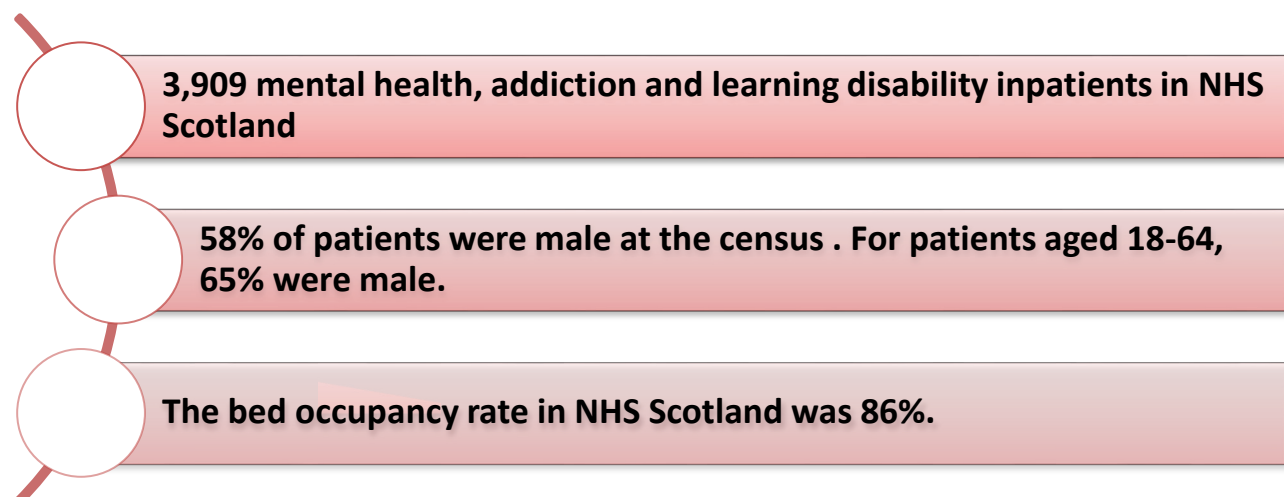 3,909 mental health, addiction and learning disability inpatients in NHS
Scotland
58% of patients were male at the census . For patients aged 18-64,
65% were male.
The bed occupancy rate in NHS Scotland was 86%.